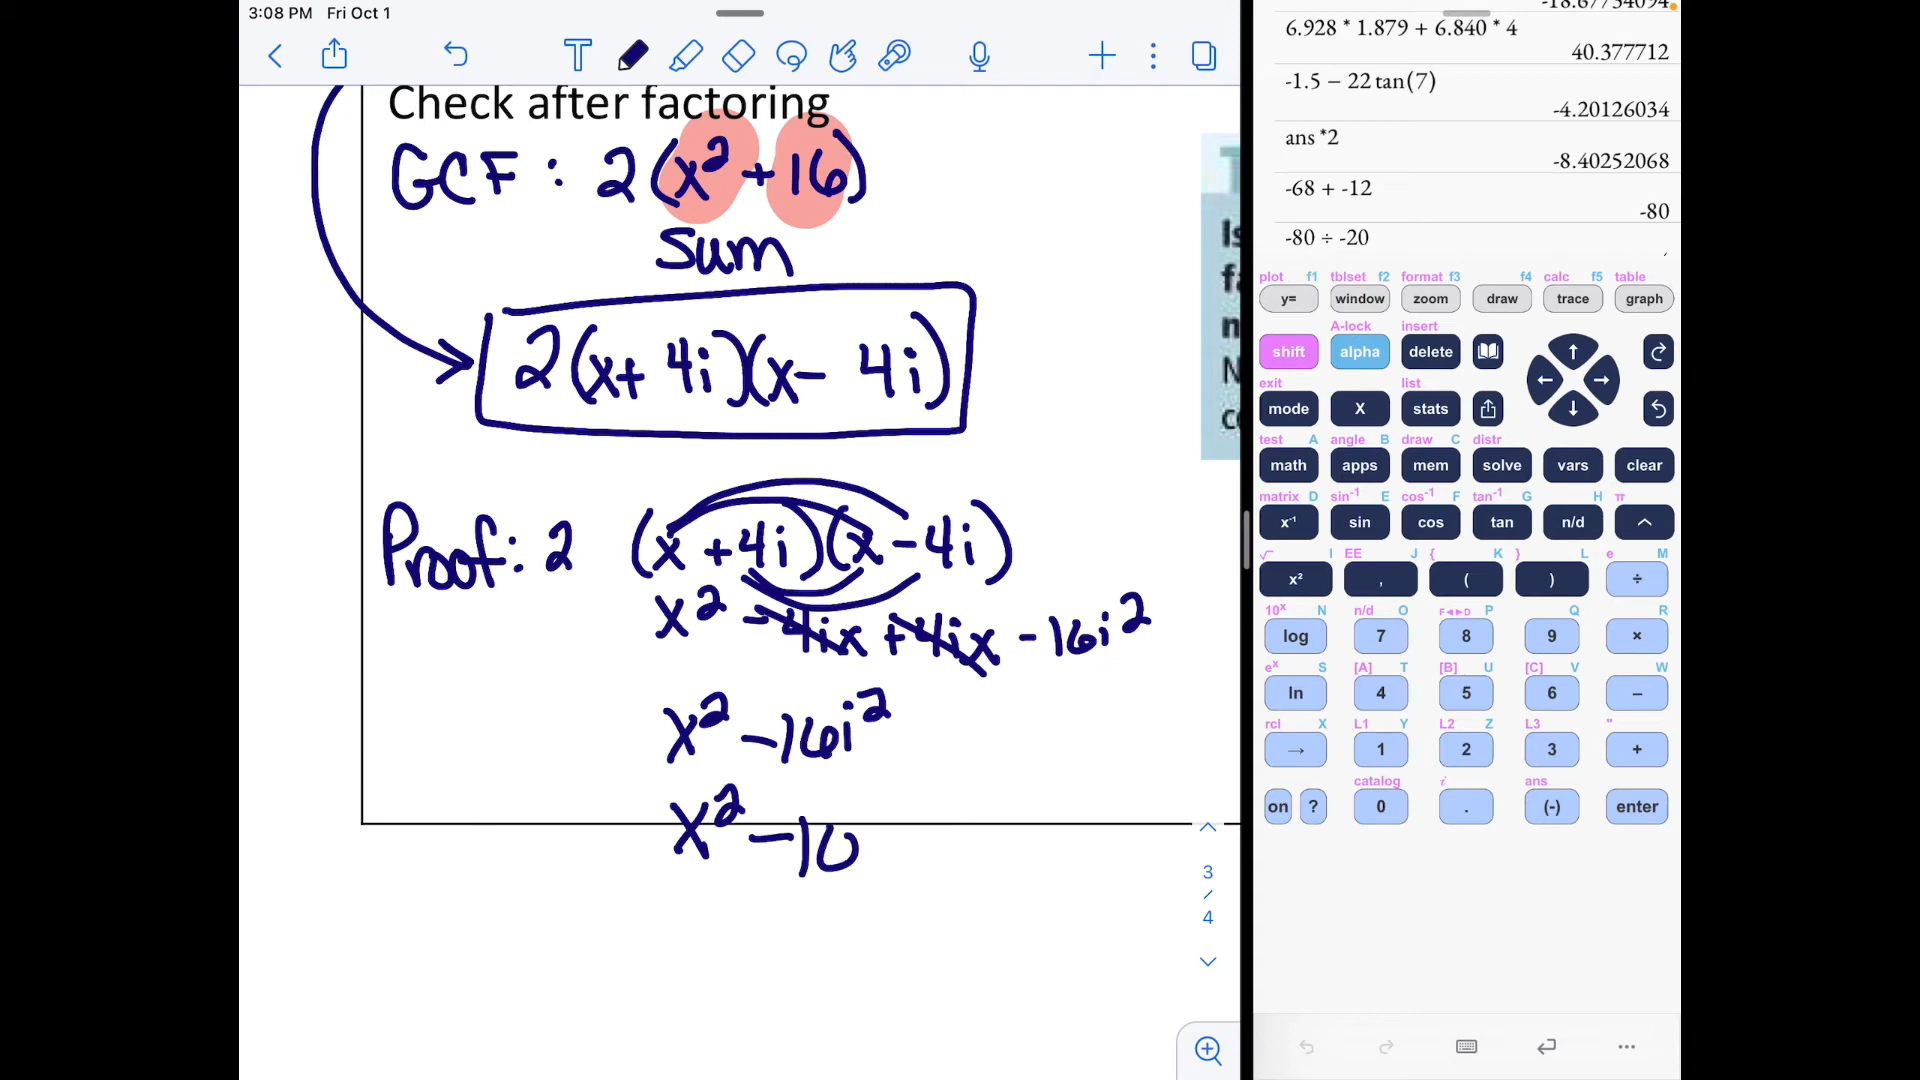 3:08 PM Fri Oct 1
Check after factoring
GCF : 2(x² + 16)
Sum
2(x+ 4i)(x- 4i)
Proof: 2 (x +4i)(x -4i)
x² -4ix +4ix -16i²
x² -16i²
x² -10
3
/
4
6.928 * 1.879 + 6.840 * 4
40.377712
-1.5 − 22 tan(7)
-4.20126034
ans *2
-8.40252068
-68 + -12
-80
-80 ÷ -20
plot f1 tblset f2 format f3 f4 calc f5 table
y= window zoom draw trace graph
A-lock insert
shift alpha delete
exit list
mode X stats
test A angle B draw C distr
math apps mem solve vars clear
matrix D sin⁻¹ E cos⁻¹ F tan⁻¹ G H π
x⁻¹ sin cos tan n/d ^
√ I EE J { K } L e M
x² , ( ) ÷
10ˣ N n/d O F◄►D P Q R
log 7 8 9 ×
eˣ S [A] T [B] U [C] V W
ln 4 5 6 −
rcl X L1 Y L2 Z L3 "
→ 1 2 3 +
catalog i ans
on ? 0 . (-) enter